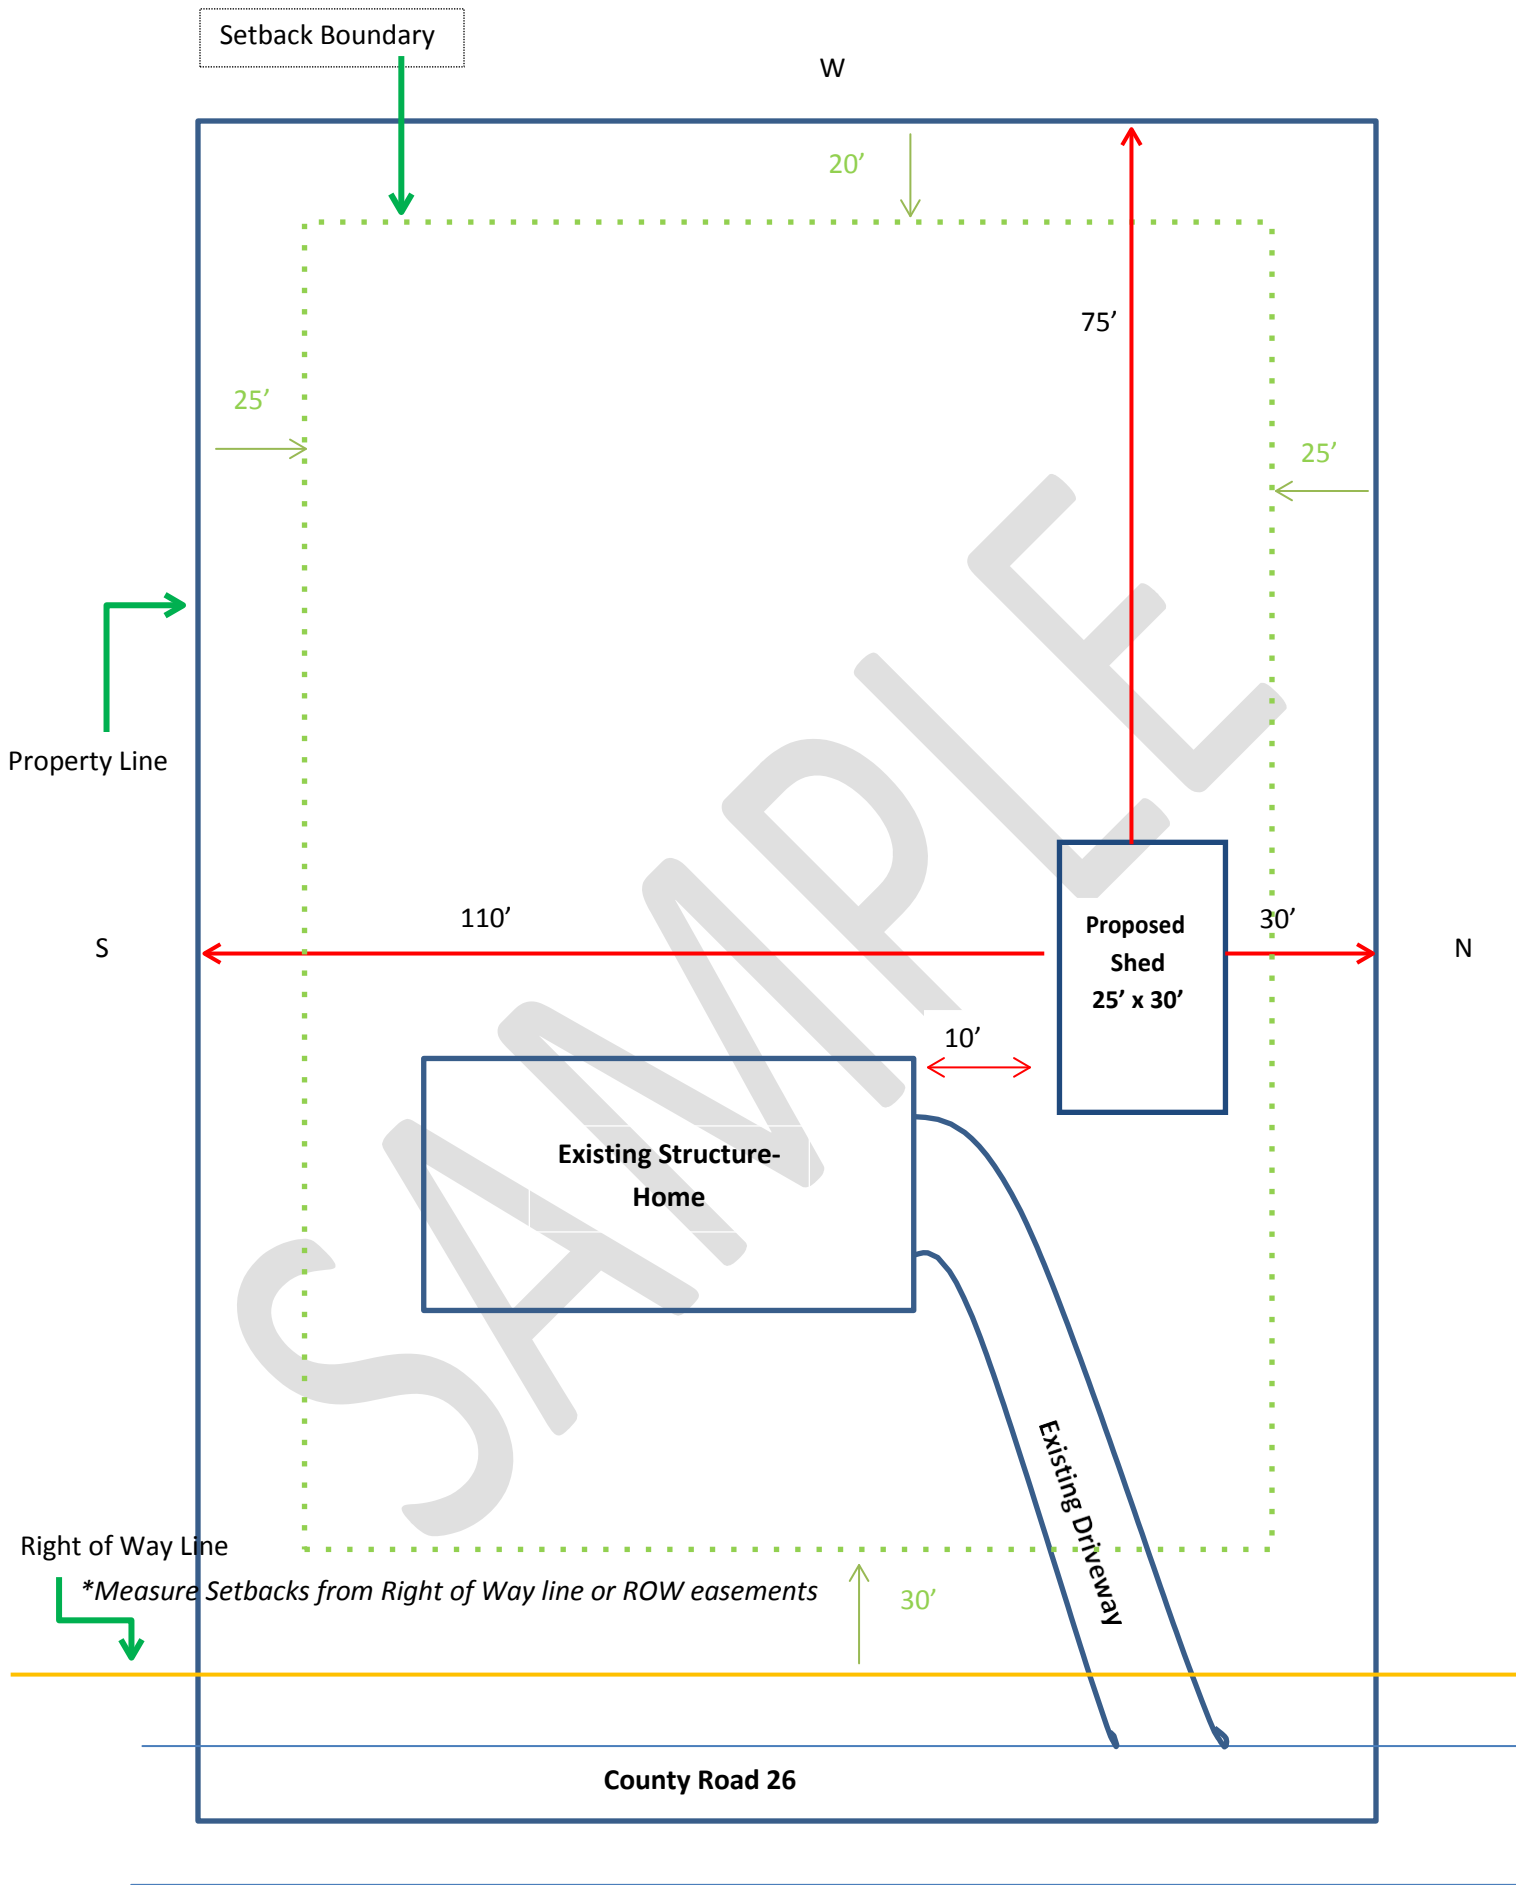 Setback Boundary
W
20’
75’
25’
25’
Property Line
110’
S
Proposed
Shed
25’ x 30’
30’
N
10’
Existing Structure-
Home
SAMPLE
Existing Driveway
Right of Way Line
*Measure Setbacks from Right of Way line or ROW easements
30’
County Road 26